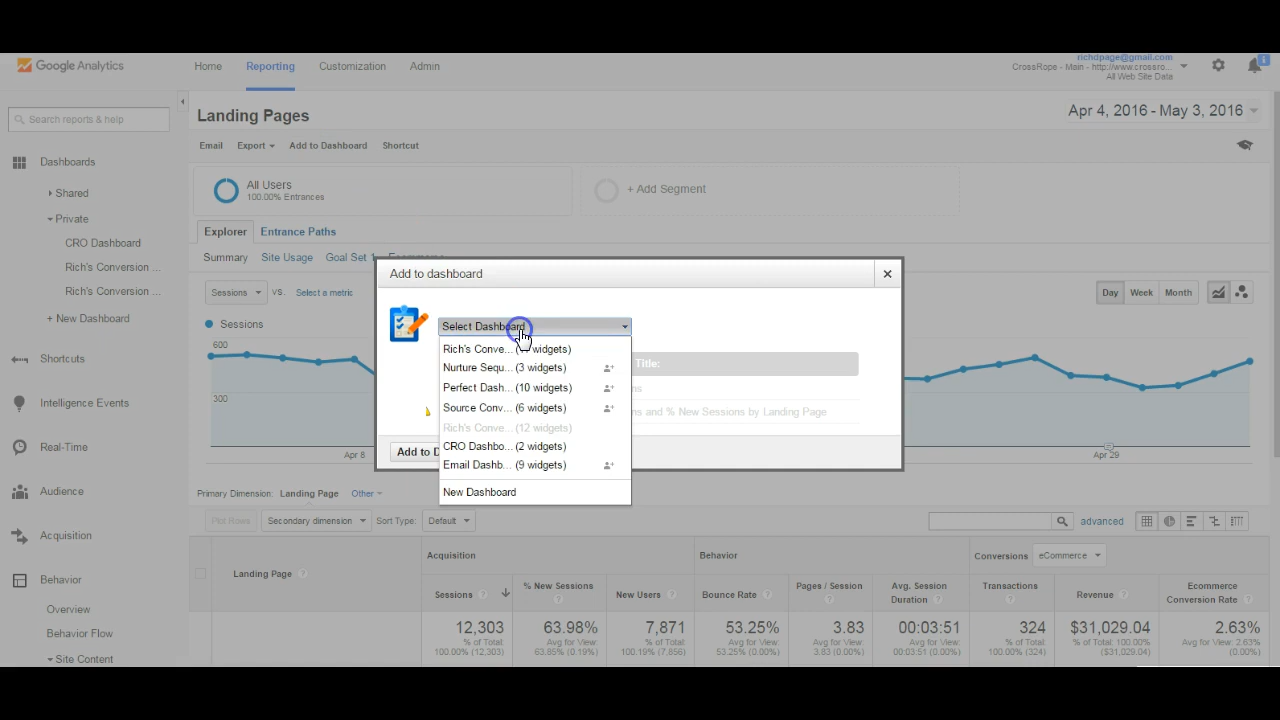 Google Analytics
Home Reporting Customization Admin
richdpage@gmail.com
CrossRope - Main - http://www.crossro...
All Web Site Data
1
Search reports & help
Landing Pages
Apr 4, 2016 - May 3, 2016
Email Export Add to Dashboard Shortcut
Dashboards
Shared
Private
CRO Dashboard
Rich's Conversion ...
Rich's Conversion ...
+ New Dashboard
Shortcuts
Intelligence Events
Real-Time
Audience
Acquisition
Behavior
Overview
Behavior Flow
Site Content
All Users
100.00% Entrances
+ Add Segment
Explorer Entrance Paths
Summary Site Usage Goal Set 1
Sessions VS. Select a metric
Day Week Month
Sessions
600
300
Apr 8
Apr 29
Add to dashboard
Select Dashboard
Rich's Conve... widgets)
Nurture Sequ... (3 widgets)
Perfect Dash... (10 widgets)
Source Conv... (6 widgets)
Rich's Conve... (12 widgets)
CRO Dashbo... (2 widgets)
Email Dashb... (9 widgets)
New Dashboard
Title:
and % New Sessions by Landing Page
Add to D
Primary Dimension: Landing Page Other
Plot Rows Secondary dimension Sort Type: Default
advanced
Acquisition Behavior Conversions eCommerce
Landing Page
Sessions % New Sessions New Users Bounce Rate Pages / Session Avg. Session Duration Transactions Revenue Ecommerce Conversion Rate
12,303 63.98% 7,871 53.25% 3.83 00:03:51 324 $31,029.04 2.63%
% of Total: Avg for View: % of Total: Avg for View: Avg for View: Avg for View: % of Total: % of Total: 100.00% Avg for View: 2.63%
100.00% (12,303) 63.85% (0.19%) 100.19% (7,856) 53.25% (0.00%) 3.83 (0.00%) 00:03:51 (0.00%) 100.00% (324) ($31,029.04) (0.00%)